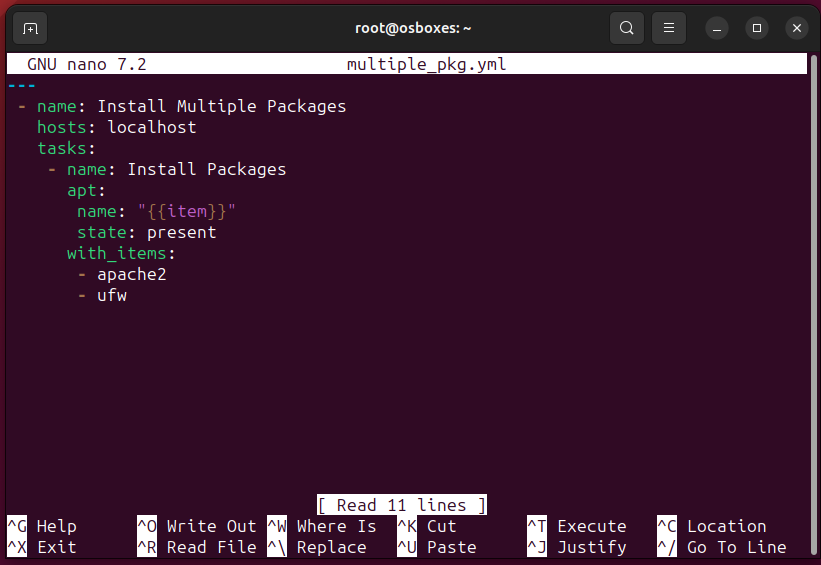 root@osboxes: ~
GNU nano 7.2 multiple_pkg.yml
---
 - name: Install Multiple Packages
   hosts: localhost
   tasks:
    - name: Install Packages
      apt:
       name: "{{item}}"
       state: present
      with_items:
       - apache2
       - ufw
[ Read 11 lines ]
^G Help ^O Write Out ^W Where Is ^K Cut ^T Execute ^C Location
^X Exit ^R Read File ^\ Replace ^U Paste ^J Justify ^/ Go To Line